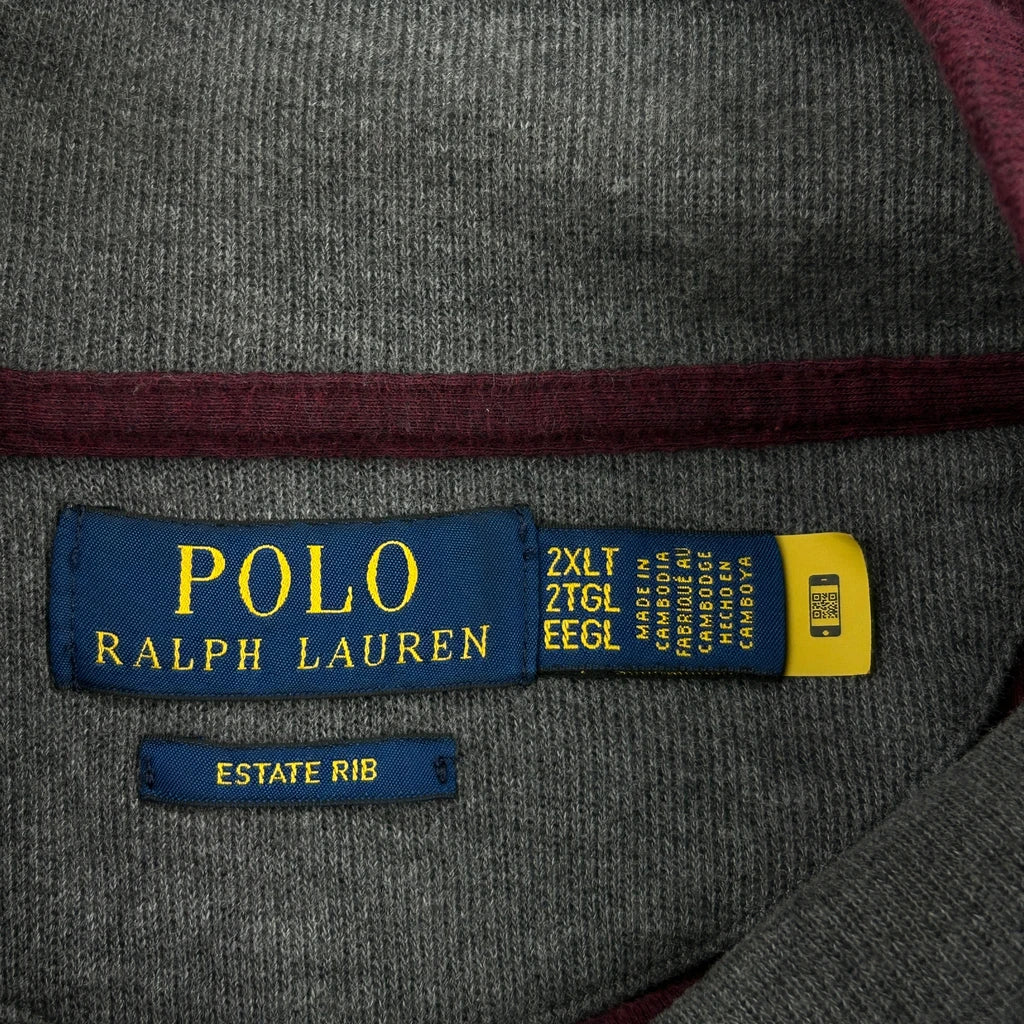 POLO
RALPH LAUREN
2XLT
2TGL
EEGL
MADE IN
CAMBODIA
FABRIQUÉ AU
CAMBODGE
HECHO EN
CAMBOYA
ESTATE RIB